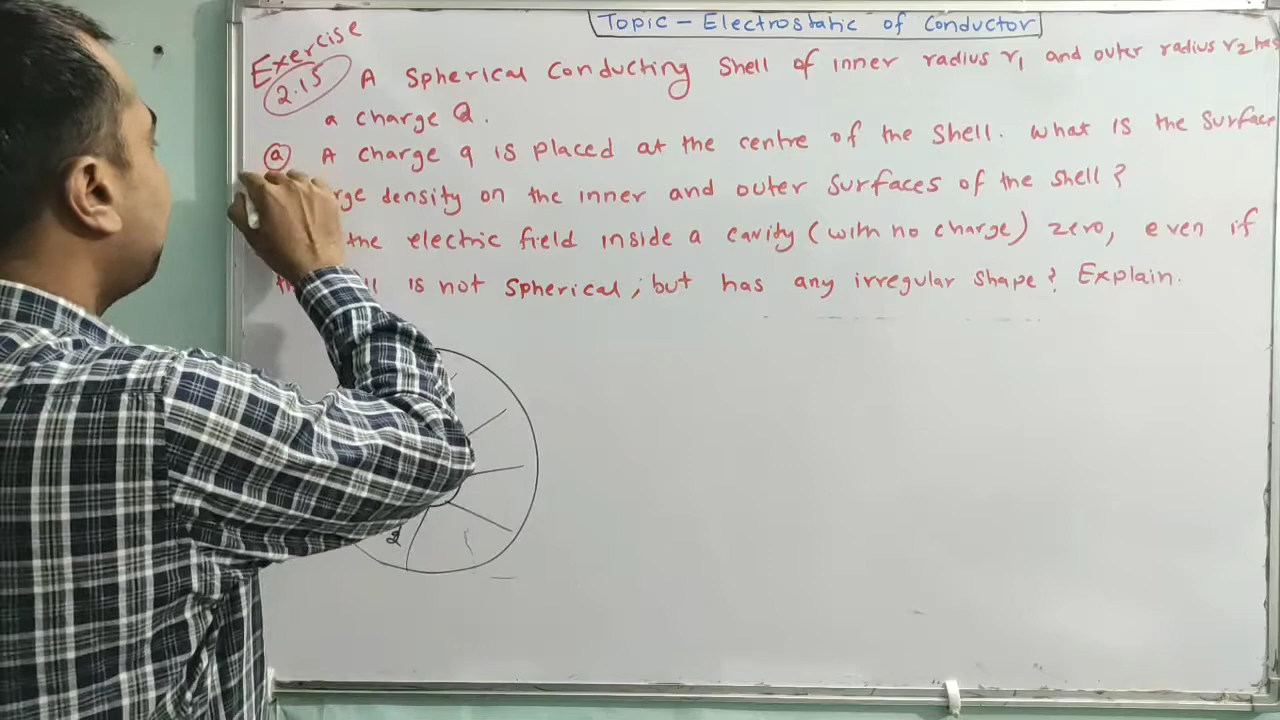 Topic - Electrostatic of Conductor
Exercise
2.15
A Spherical Conducting Shell of inner radius r1 and outer radius r2 has
a charge Q.
(a) A charge q is placed at the centre of the Shell. What is the Surface
rge density on the inner and outer Surfaces of the shell?
the electric field inside a cavity (with no charge) zero, even if
is not Spherical, but has any irregular shape? Explain.